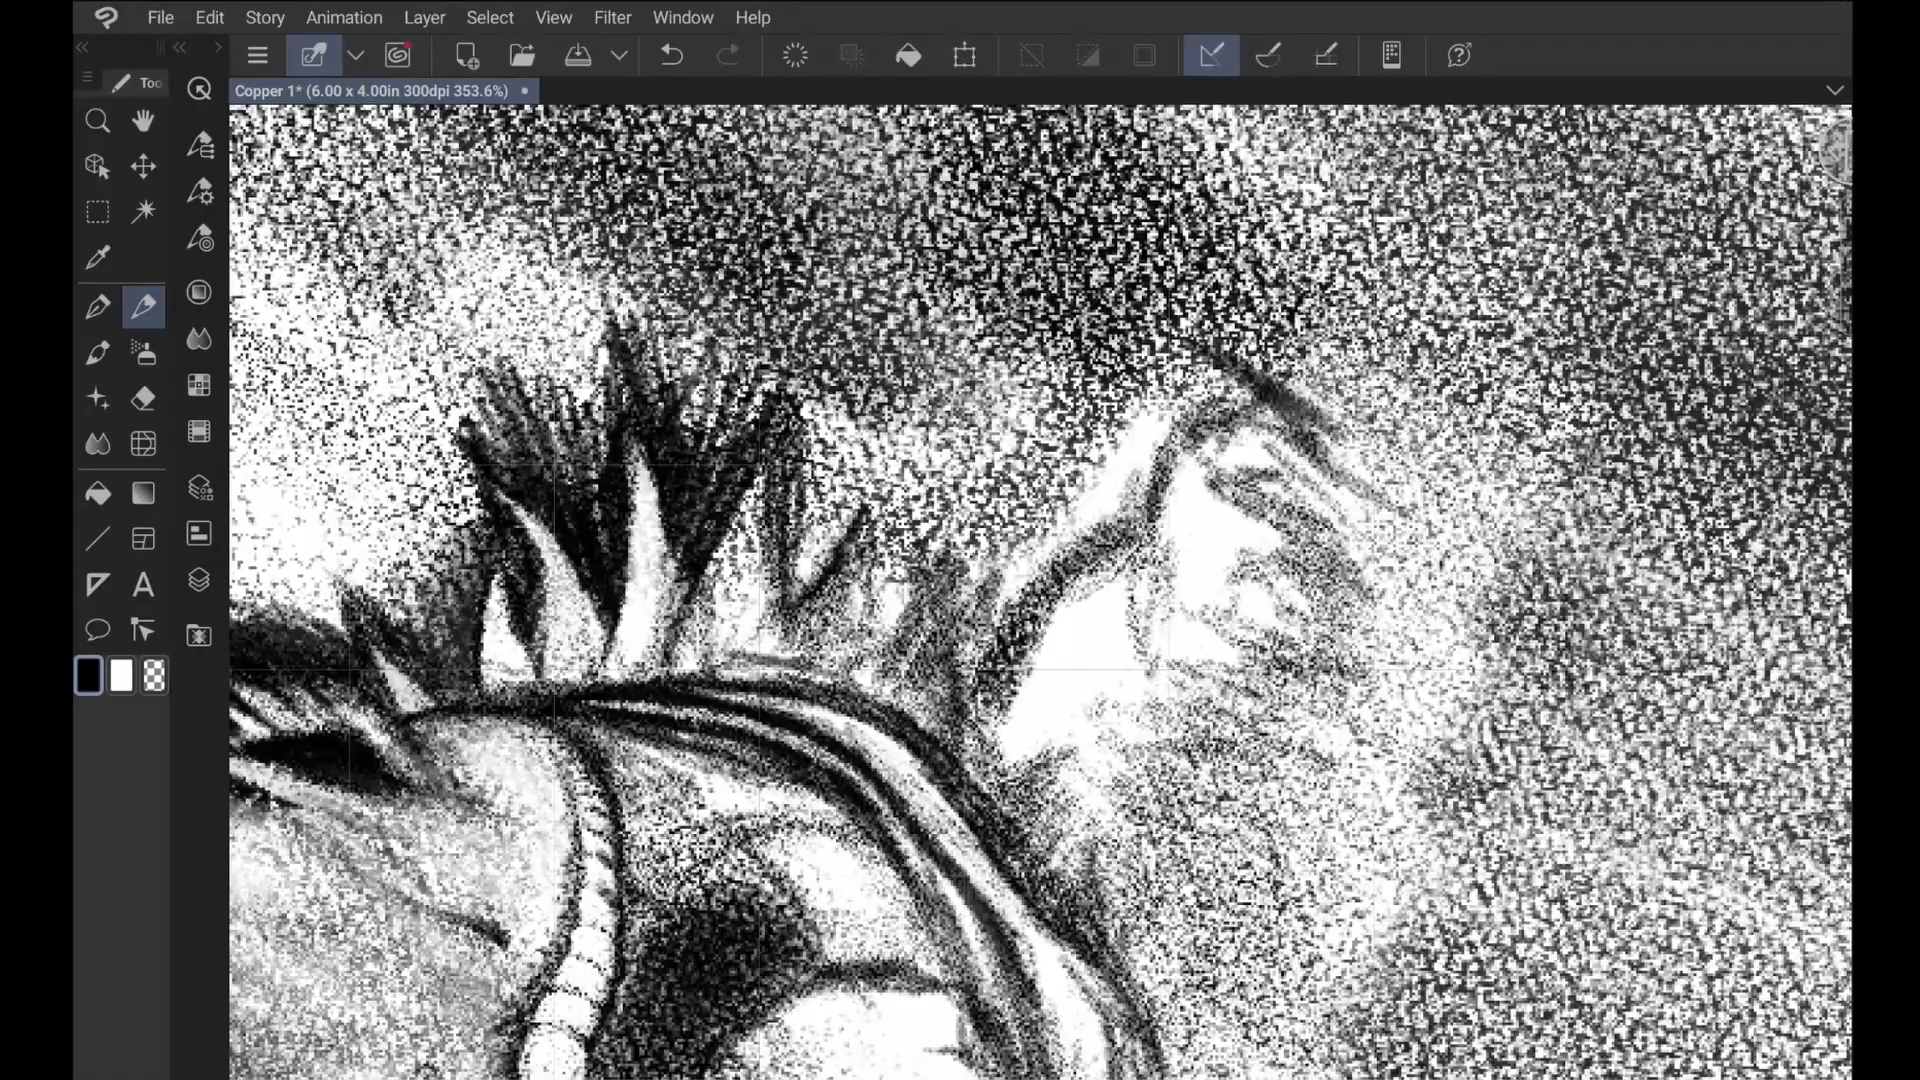 File Edit Story Animation Layer Select View Filter Window Help
Too
Copper 1* (6.00 x 4.00in 300dpi 353.6%)
A